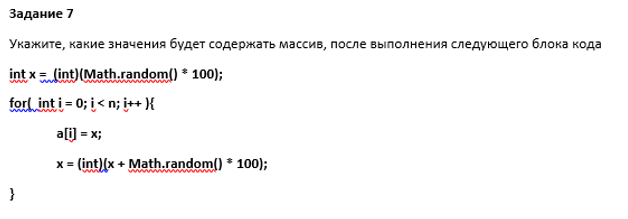 Задание 7
Укажите, какие значения будет содержать массив, после выполнения следующего блока кода
int x = (int)(Math.random() * 100);
for( int i = 0; i < n; i++ ){
a[i] = x;
x = (int)(x + Math.random() * 100);
}